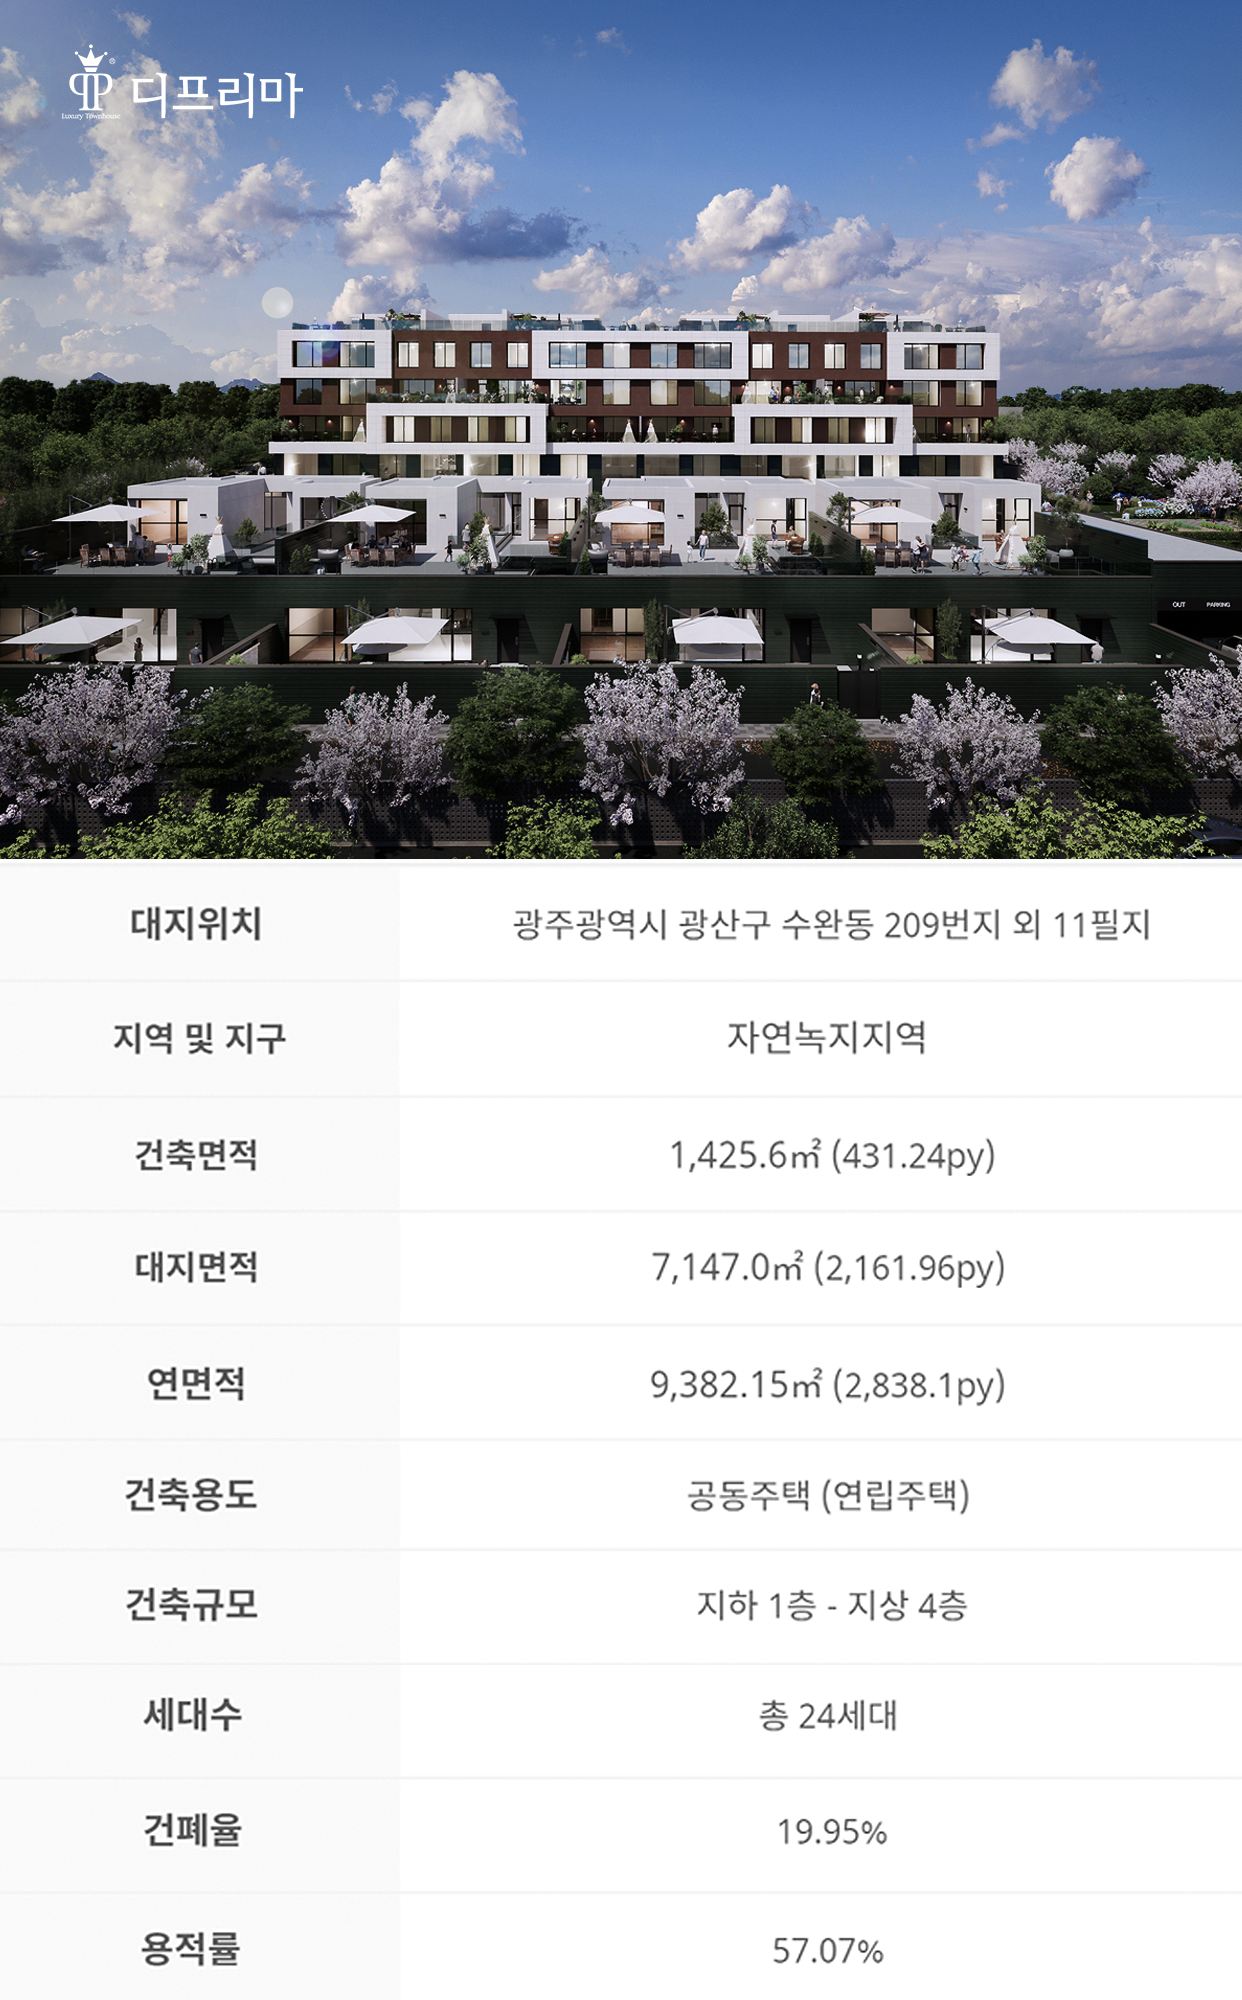 디프리마
Luxury Townhouse
OUT PARKING
대지위치 광주광역시 광산구 수완동 209번지 외 11필지
지역 및 지구 자연녹지지역
건축면적 1,425.6㎡ (431.24py)
대지면적 7,147.0㎡ (2,161.96py)
연면적 9,382.15㎡ (2,838.1py)
건축용도 공동주택 (연립주택)
건축규모 지하 1층 - 지상 4층
세대수 총 24세대
건폐율 19.95%
용적률 57.07%